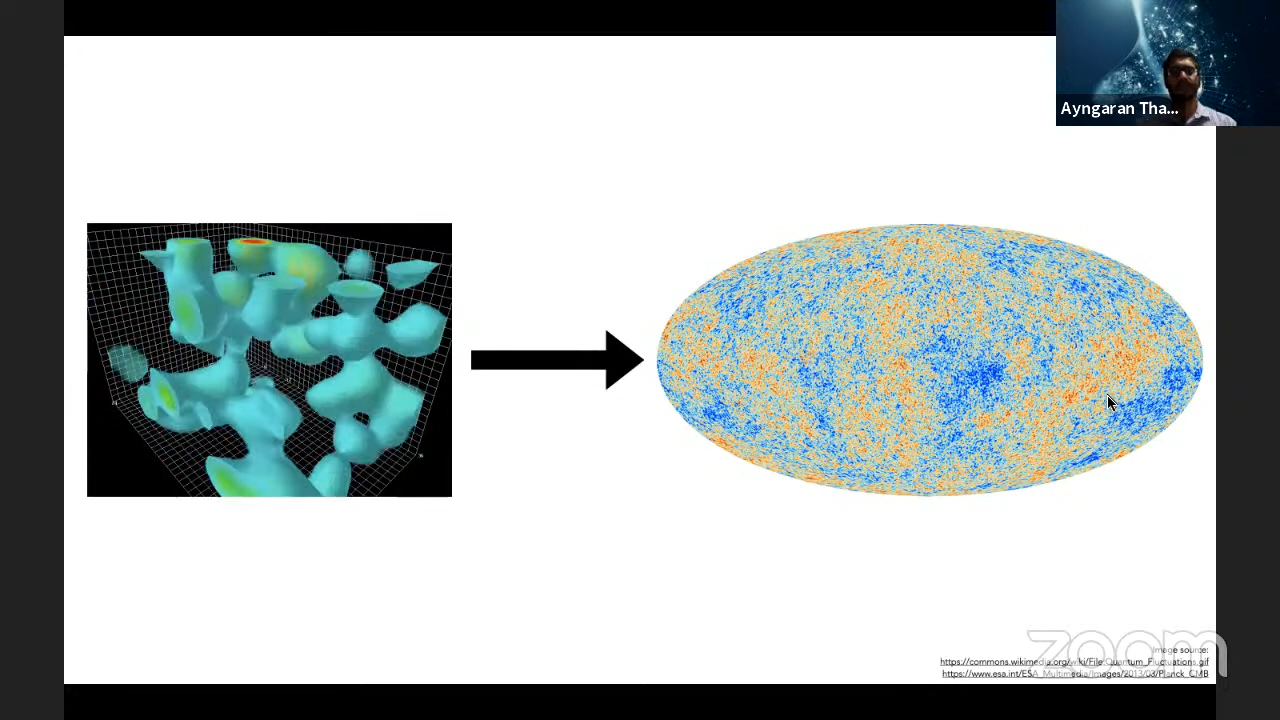 Ayngaran Tha...
zoom
Image source:
https://commons.wikimedia.org/wiki/File:Quantum_Fluctuations.gif
https://www.esa.int/ESA_Multimedia/Images/2013/03/Planck_CMB